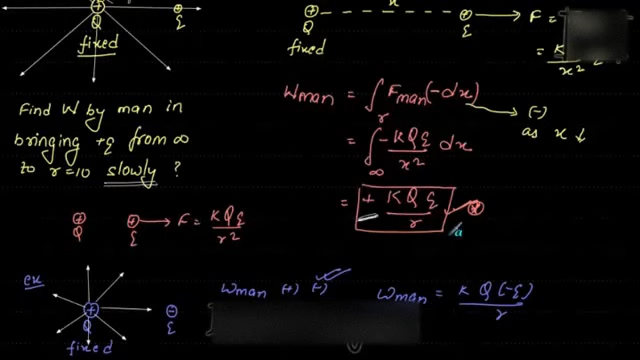 ⊕ Q fixed ⊕ q
x
⊕ Q fixed ⊕ q → F =
= K
x²
Find W by man in
bringing +q from ∞
to r=10 slowly ?
Wman = ∫r Fman (-dx)
(-)
as x ↓
= ∫∞ -KQq/x² dx
= + KQq/r
⊕ Q ⊕ q → F = KQq/r²
ex
⊕ Q fixed ⊖ q
Wman (+) (-) ✓
Wman = K Q (-q)/r